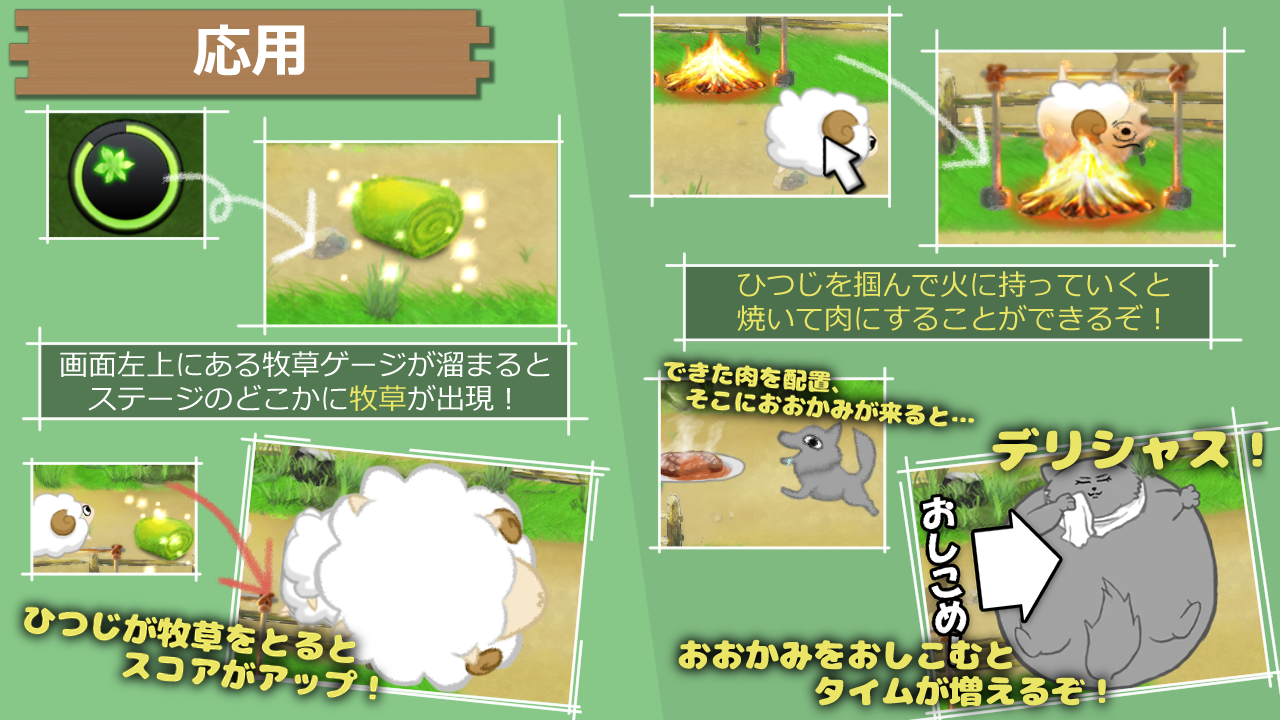 応用
画面左上にある牧草ゲージが溜まると
ステージのどこかに牧草が出現！
ひつじが牧草をとると
スコアがアップ！
ひつじを掴んで火に持っていくと
焼いて肉にすることができるぞ！
できた肉を配置、
そこにおおかみが来ると…
デリシャス！
おしこめ
おおかみをおしこむと
タイムが増えるぞ！